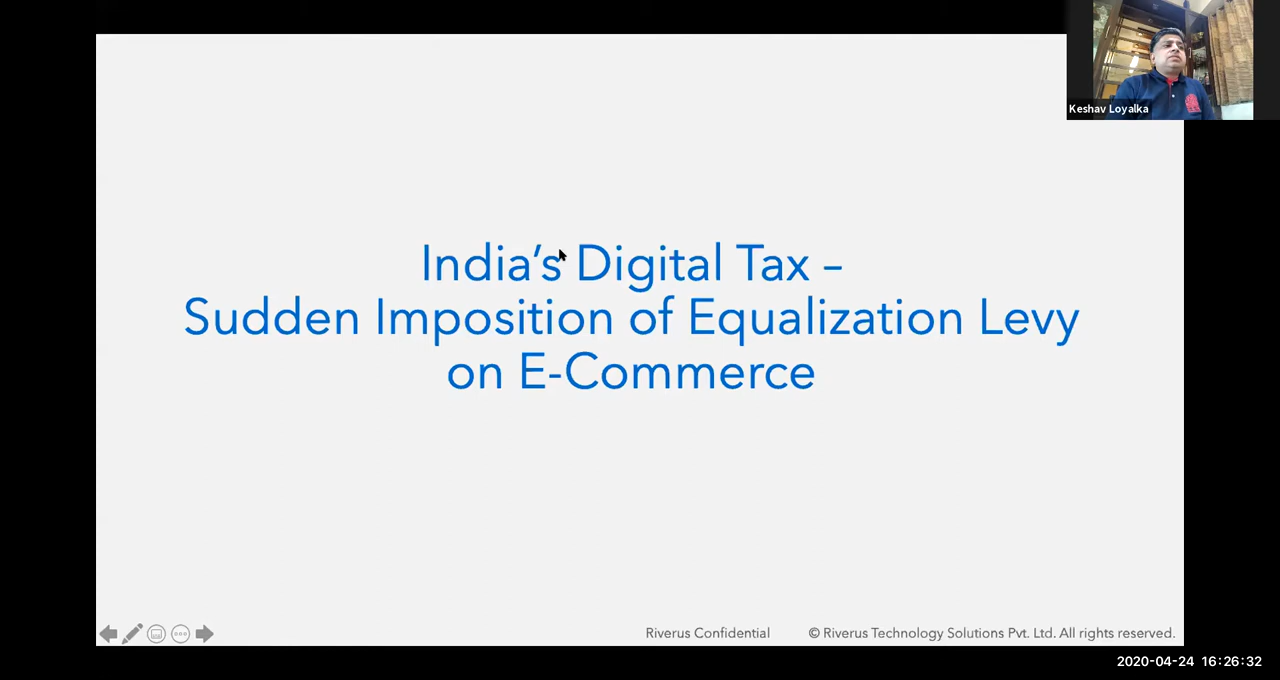 Keshav Loyalka
India's Digital Tax –
Sudden Imposition of Equalization Levy
on E-Commerce
Riverus Confidential
© Riverus Technology Solutions Pvt. Ltd. All rights reserved.
2020-04-24 16:26:32